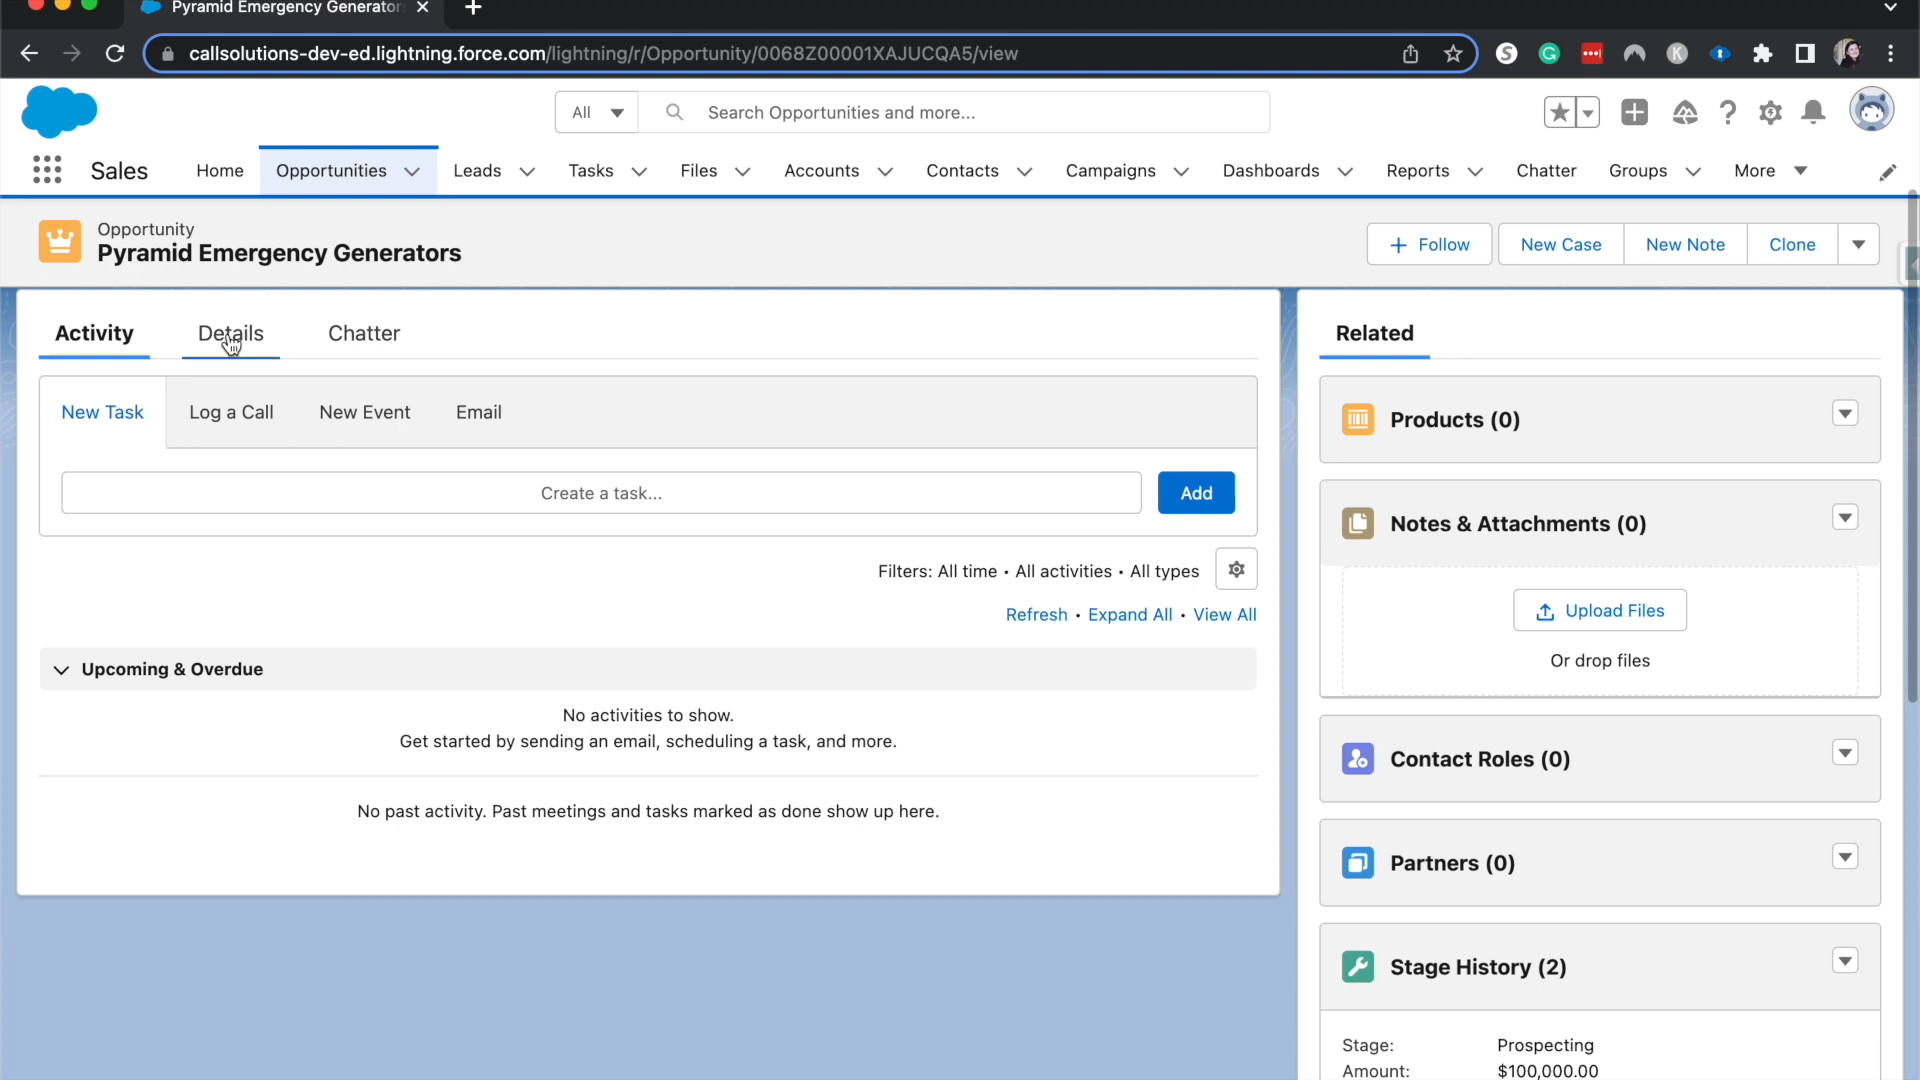 Pyramid Emergency Generator
callsolutions-dev-ed.lightning.force.com/lightning/r/Opportunity/0068Z00001XAJUCQA5/view
All
Search Opportunities and more...
Sales
Home
Opportunities
Leads
Tasks
Files
Accounts
Contacts
Campaigns
Dashboards
Reports
Chatter
Groups
More
Opportunity
Pyramid Emergency Generators
Follow
New Case
New Note
Clone
Activity
Details
Chatter
New Task
Log a Call
New Event
Email
Create a task...
Add
Filters: All time • All activities • All types
Refresh • Expand All • View All
Upcoming & Overdue
No activities to show.
Get started by sending an email, scheduling a task, and more.
No past activity. Past meetings and tasks marked as done show up here.
Related
Products (0)
Notes & Attachments (0)
Upload Files
Or drop files
Contact Roles (0)
Partners (0)
Stage History (2)
Stage: Prospecting
Amount: $100,000.00